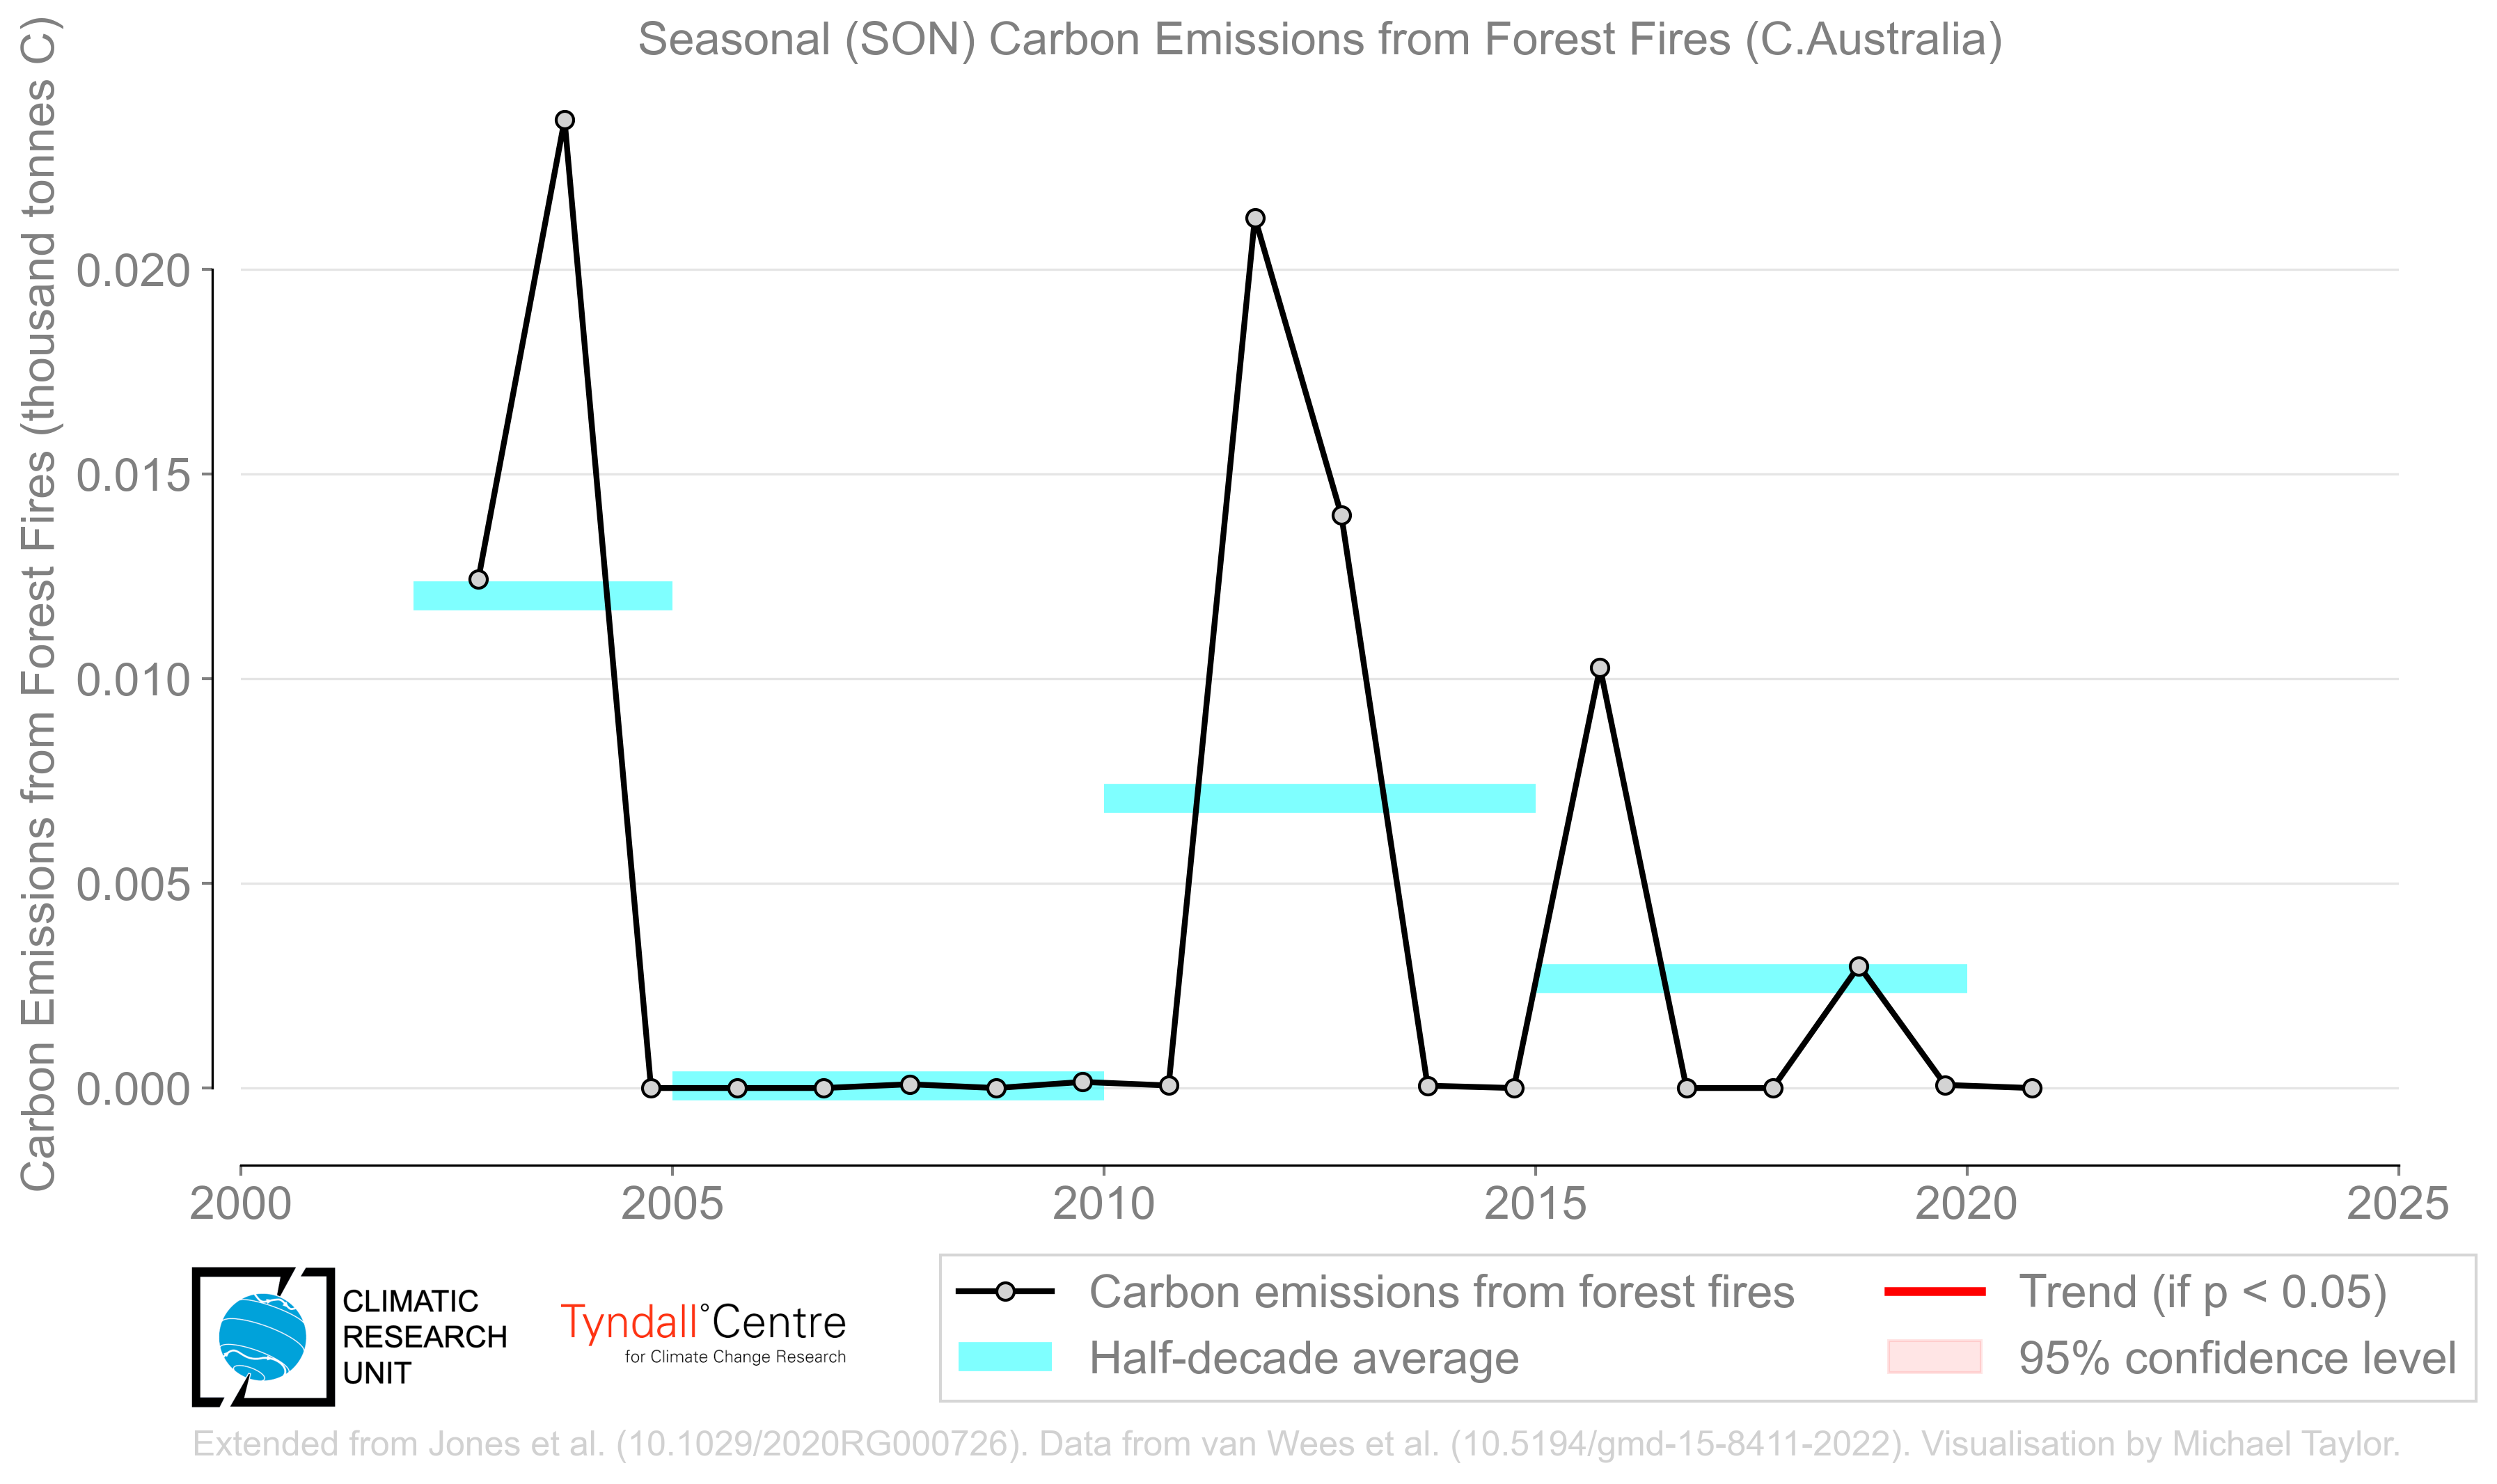 Seasonal (SON) Carbon Emissions from Forest Fires (C.Australia)
Carbon Emissions from Forest Fires (thousand tonnes C)
0.020
0.015
0.010
0.005
0.000
2000 2005 2010 2015 2020 2025
CLIMATIC
RESEARCH
UNIT
Tyndall°Centre
for Climate Change Research
Carbon emissions from forest fires
Half-decade average
Trend (if p < 0.05)
95% confidence level
Extended from Jones et al. (10.1029/2020RG000726). Data from van Wees et al. (10.5194/gmd-15-8411-2022). Visualisation by Michael Taylor.